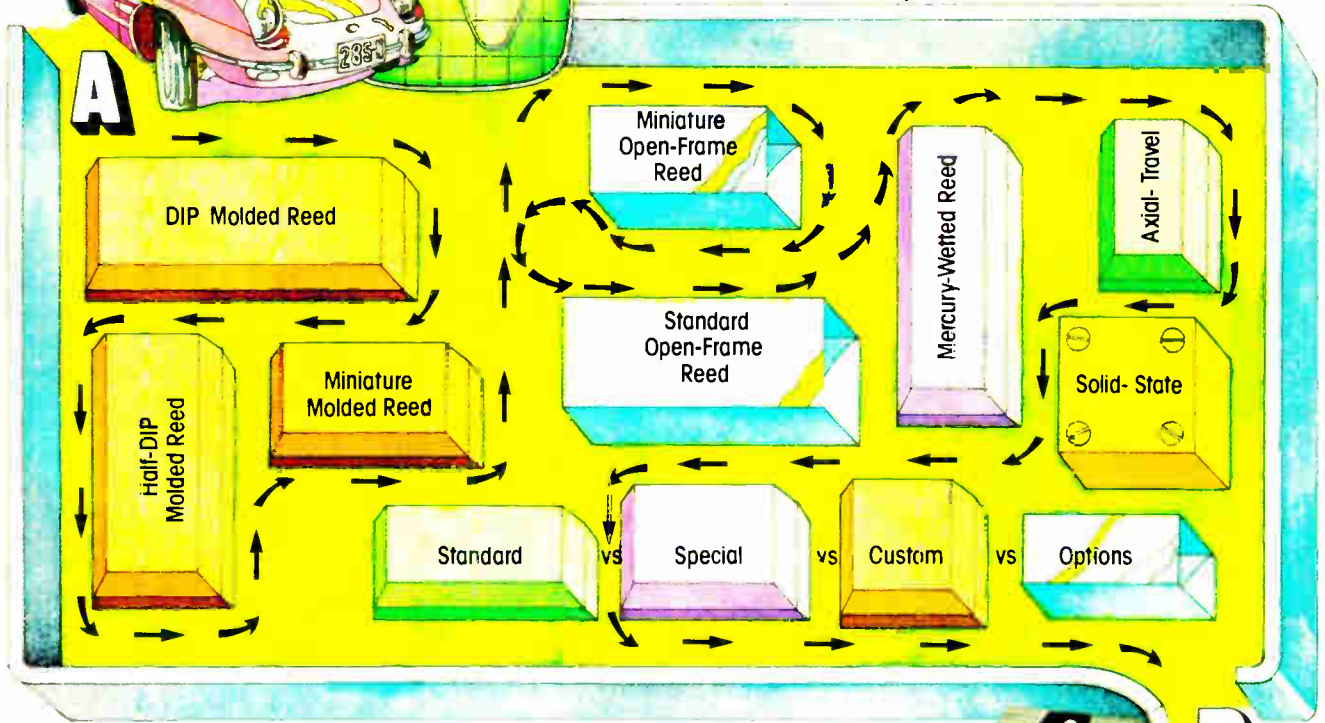 285-J
A
DIP Molded Reed
Miniature
Open-Frame
Reed
Mercury-Wetted Reed
Axial-Travel
Half-DIP
Molded Reed
Miniature
Molded Reed
Standard
Open-Frame
Reed
Solid-State
Standard vs Special vs Custom vs Options